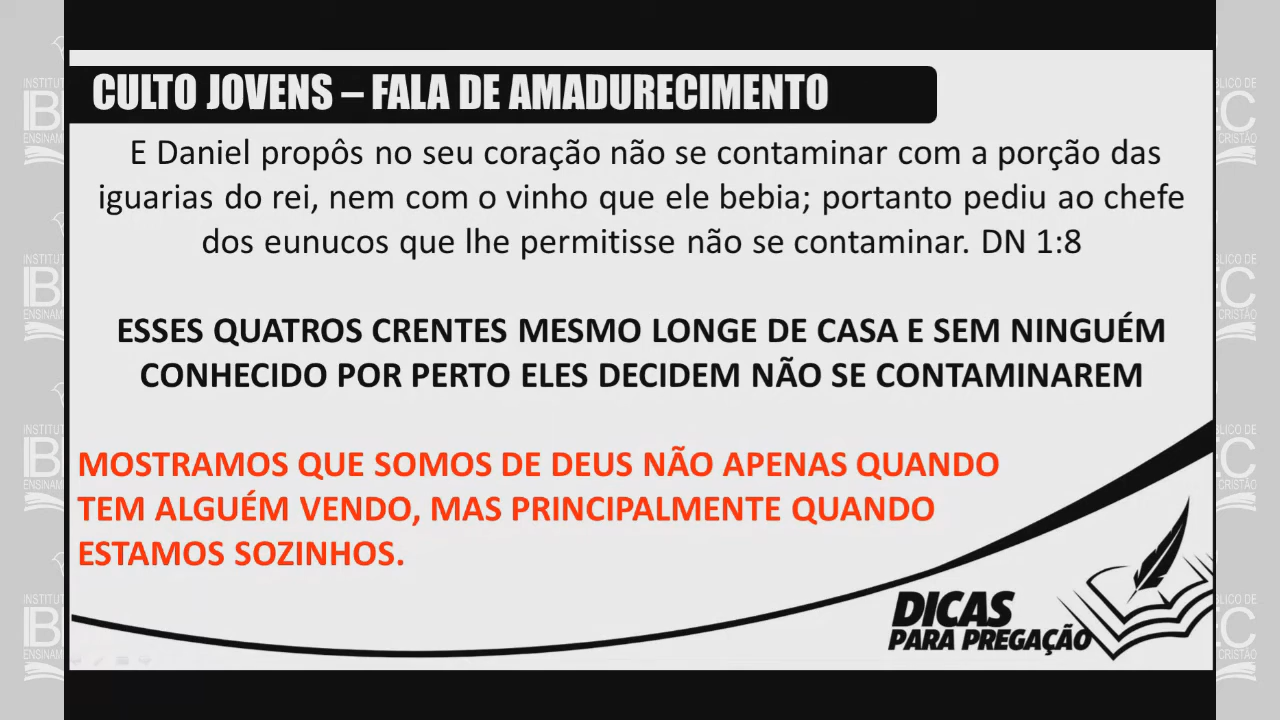 CULTO JOVENS – FALA DE AMADURECIMENTO
E Daniel propôs no seu coração não se contaminar com a porção das
iguarias do rei, nem com o vinho que ele bebia; portanto pediu ao chefe
dos eunucos que lhe permitisse não se contaminar. DN 1:8
ESSES QUATROS CRENTES MESMO LONGE DE CASA E SEM NINGUÉM
CONHECIDO POR PERTO ELES DECIDEM NÃO SE CONTAMINAREM
MOSTRAMOS QUE SOMOS DE DEUS NÃO APENAS QUANDO
TEM ALGUÉM VENDO, MAS PRINCIPALMENTE QUANDO
ESTAMOS SOZINHOS.
DICAS
PARA PREGAÇÃO